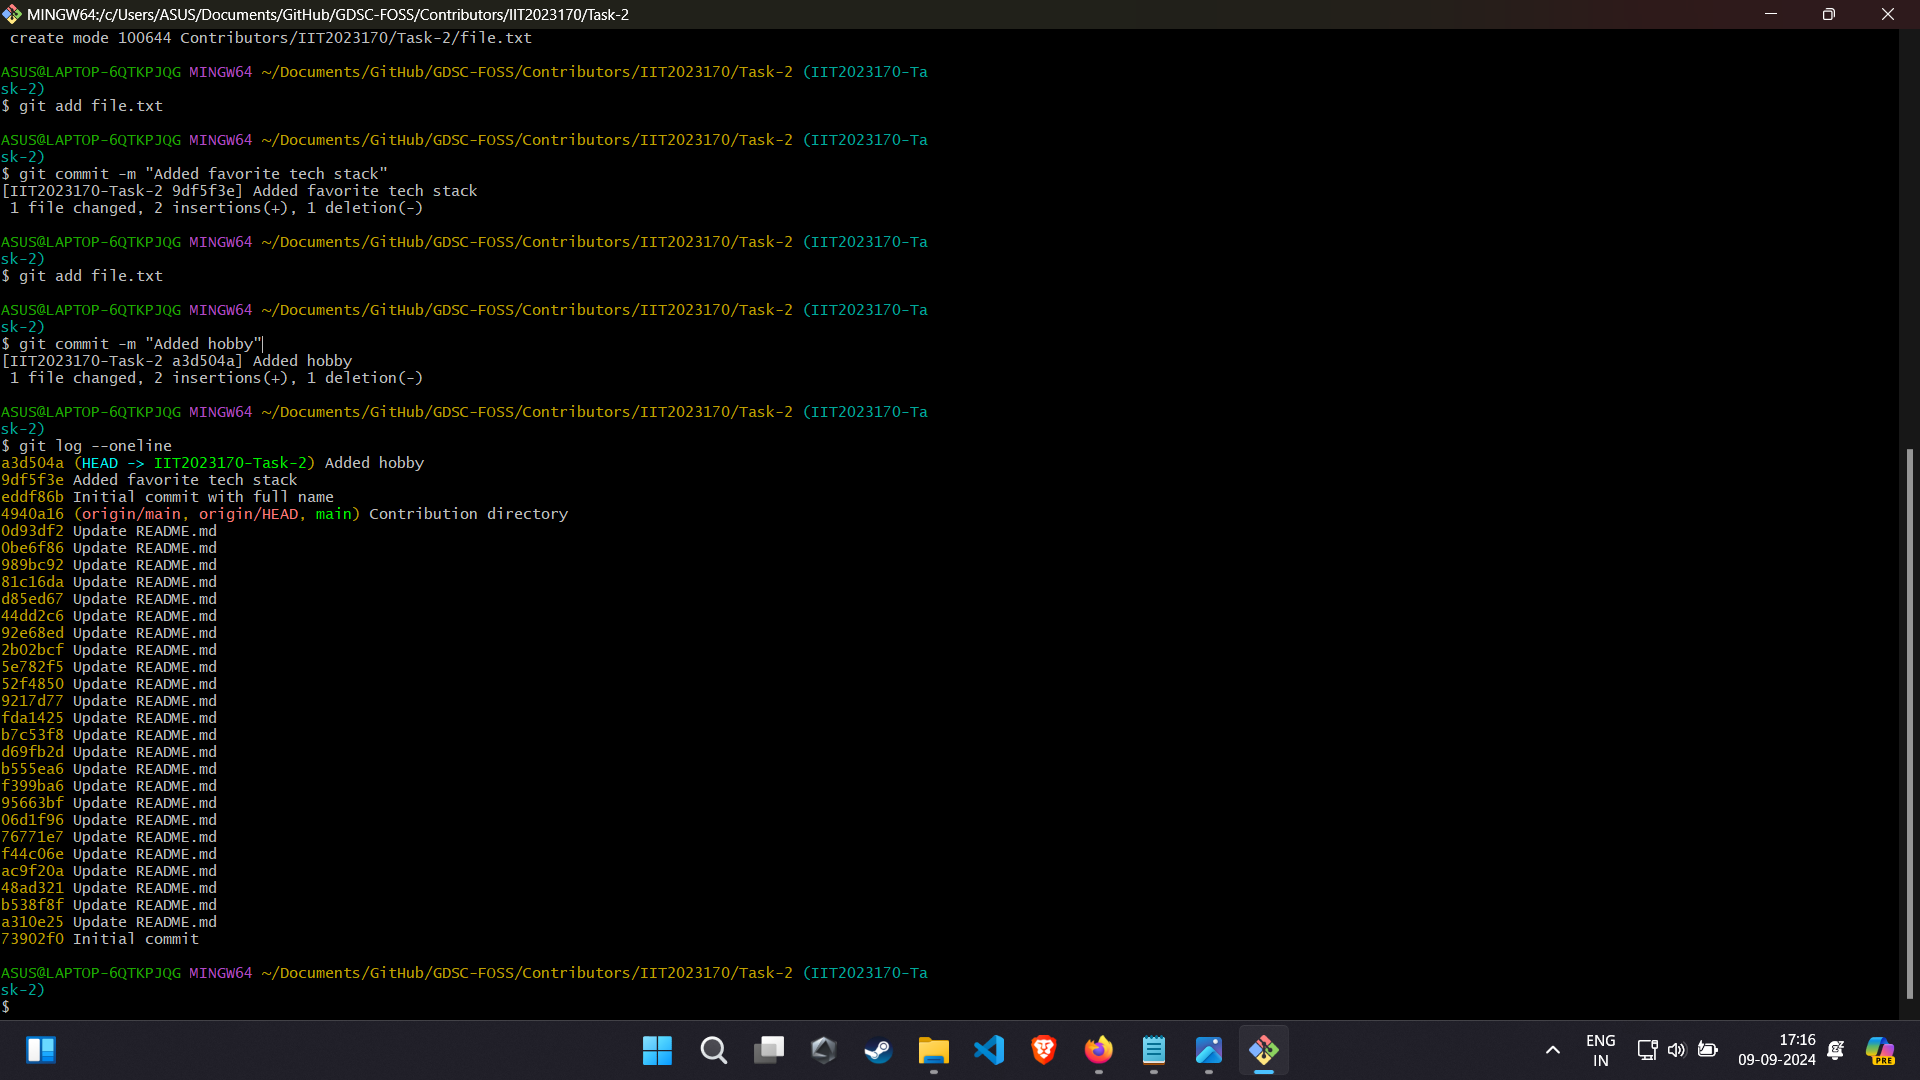 MINGW64:/c/Users/ASUS/Documents/GitHub/GDSC-FOSS/Contributors/IIT2023170/Task-2
create mode 100644 Contributors/IIT2023170/Task-2/file.txt
ASUS@LAPTOP-6QTKPJQG MINGW64 ~/Documents/GitHub/GDSC-FOSS/Contributors/IIT2023170/Task-2 (IIT2023170-Ta
sk-2)
$ git add file.txt
ASUS@LAPTOP-6QTKPJQG MINGW64 ~/Documents/GitHub/GDSC-FOSS/Contributors/IIT2023170/Task-2 (IIT2023170-Ta
sk-2)
$ git commit -m "Added favorite tech stack"
[IIT2023170-Task-2 9df5f3e] Added favorite tech stack
1 file changed, 2 insertions(+), 1 deletion(-)
ASUS@LAPTOP-6QTKPJQG MINGW64 ~/Documents/GitHub/GDSC-FOSS/Contributors/IIT2023170/Task-2 (IIT2023170-Ta
sk-2)
$ git add file.txt
ASUS@LAPTOP-6QTKPJQG MINGW64 ~/Documents/GitHub/GDSC-FOSS/Contributors/IIT2023170/Task-2 (IIT2023170-Ta
sk-2)
$ git commit -m "Added hobby"
[IIT2023170-Task-2 a3d504a] Added hobby
1 file changed, 2 insertions(+), 1 deletion(-)
ASUS@LAPTOP-6QTKPJQG MINGW64 ~/Documents/GitHub/GDSC-FOSS/Contributors/IIT2023170/Task-2 (IIT2023170-Ta
sk-2)
$ git log --oneline
a3d504a (HEAD -> IIT2023170-Task-2) Added hobby
9df5f3e Added favorite tech stack
eddf86b Initial commit with full name
4940a16 (origin/main, origin/HEAD, main) Contribution directory
0d93df2 Update README.md
0be6f86 Update README.md
989bc92 Update README.md
81c16da Update README.md
d85ed67 Update README.md
44dd2c6 Update README.md
92e68ed Update README.md
2b02bcf Update README.md
5e782f5 Update README.md
52f4850 Update README.md
9217d77 Update README.md
fda1425 Update README.md
b7c53f8 Update README.md
d69fb2d Update README.md
b555ea6 Update README.md
f399ba6 Update README.md
95663bf Update README.md
06d1f96 Update README.md
76771e7 Update README.md
f44c06e Update README.md
ac9f20a Update README.md
48ad321 Update README.md
b538f8f Update README.md
a310e25 Update README.md
73902f0 Initial commit
ASUS@LAPTOP-6QTKPJQG MINGW64 ~/Documents/GitHub/GDSC-FOSS/Contributors/IIT2023170/Task-2 (IIT2023170-Ta
sk-2)
$
ENG
IN
17:16
09-09-2024
PRE